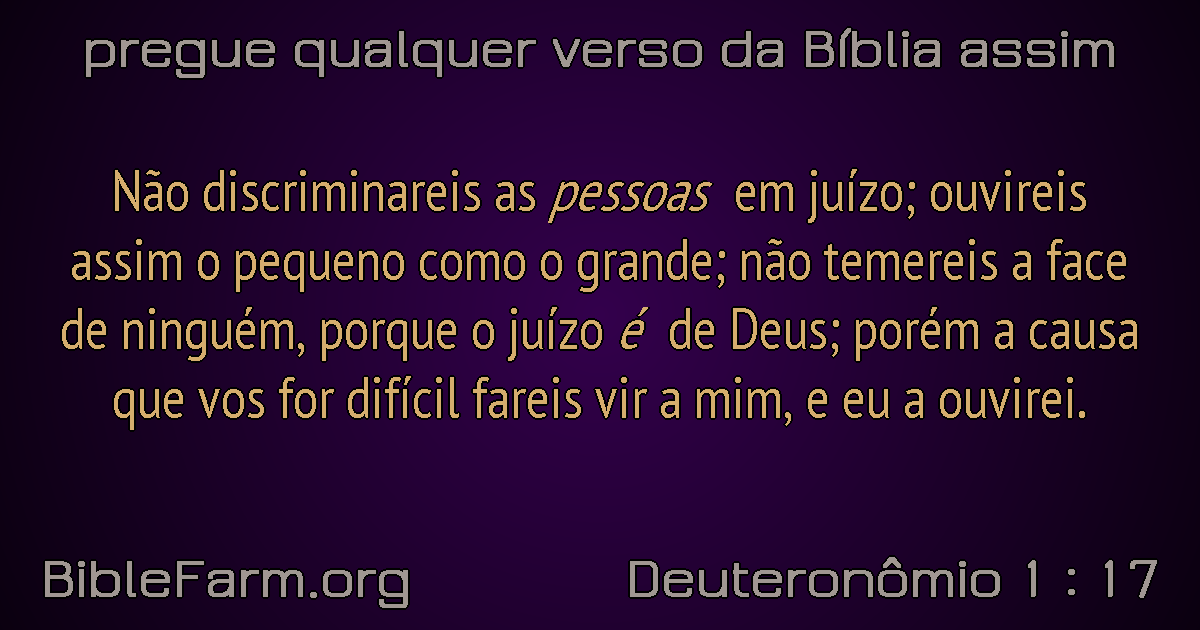 pregue qualquer verso da Bíblia assim
Não discriminareis as pessoas em juízo; ouvireis
assim o pequeno como o grande; não temereis a face
de ninguém, porque o juízo é de Deus; porém a causa
que vos for difícil fareis vir a mim, e eu a ouvirei.
BibleFarm.org
Deuteronômio 1 : 17